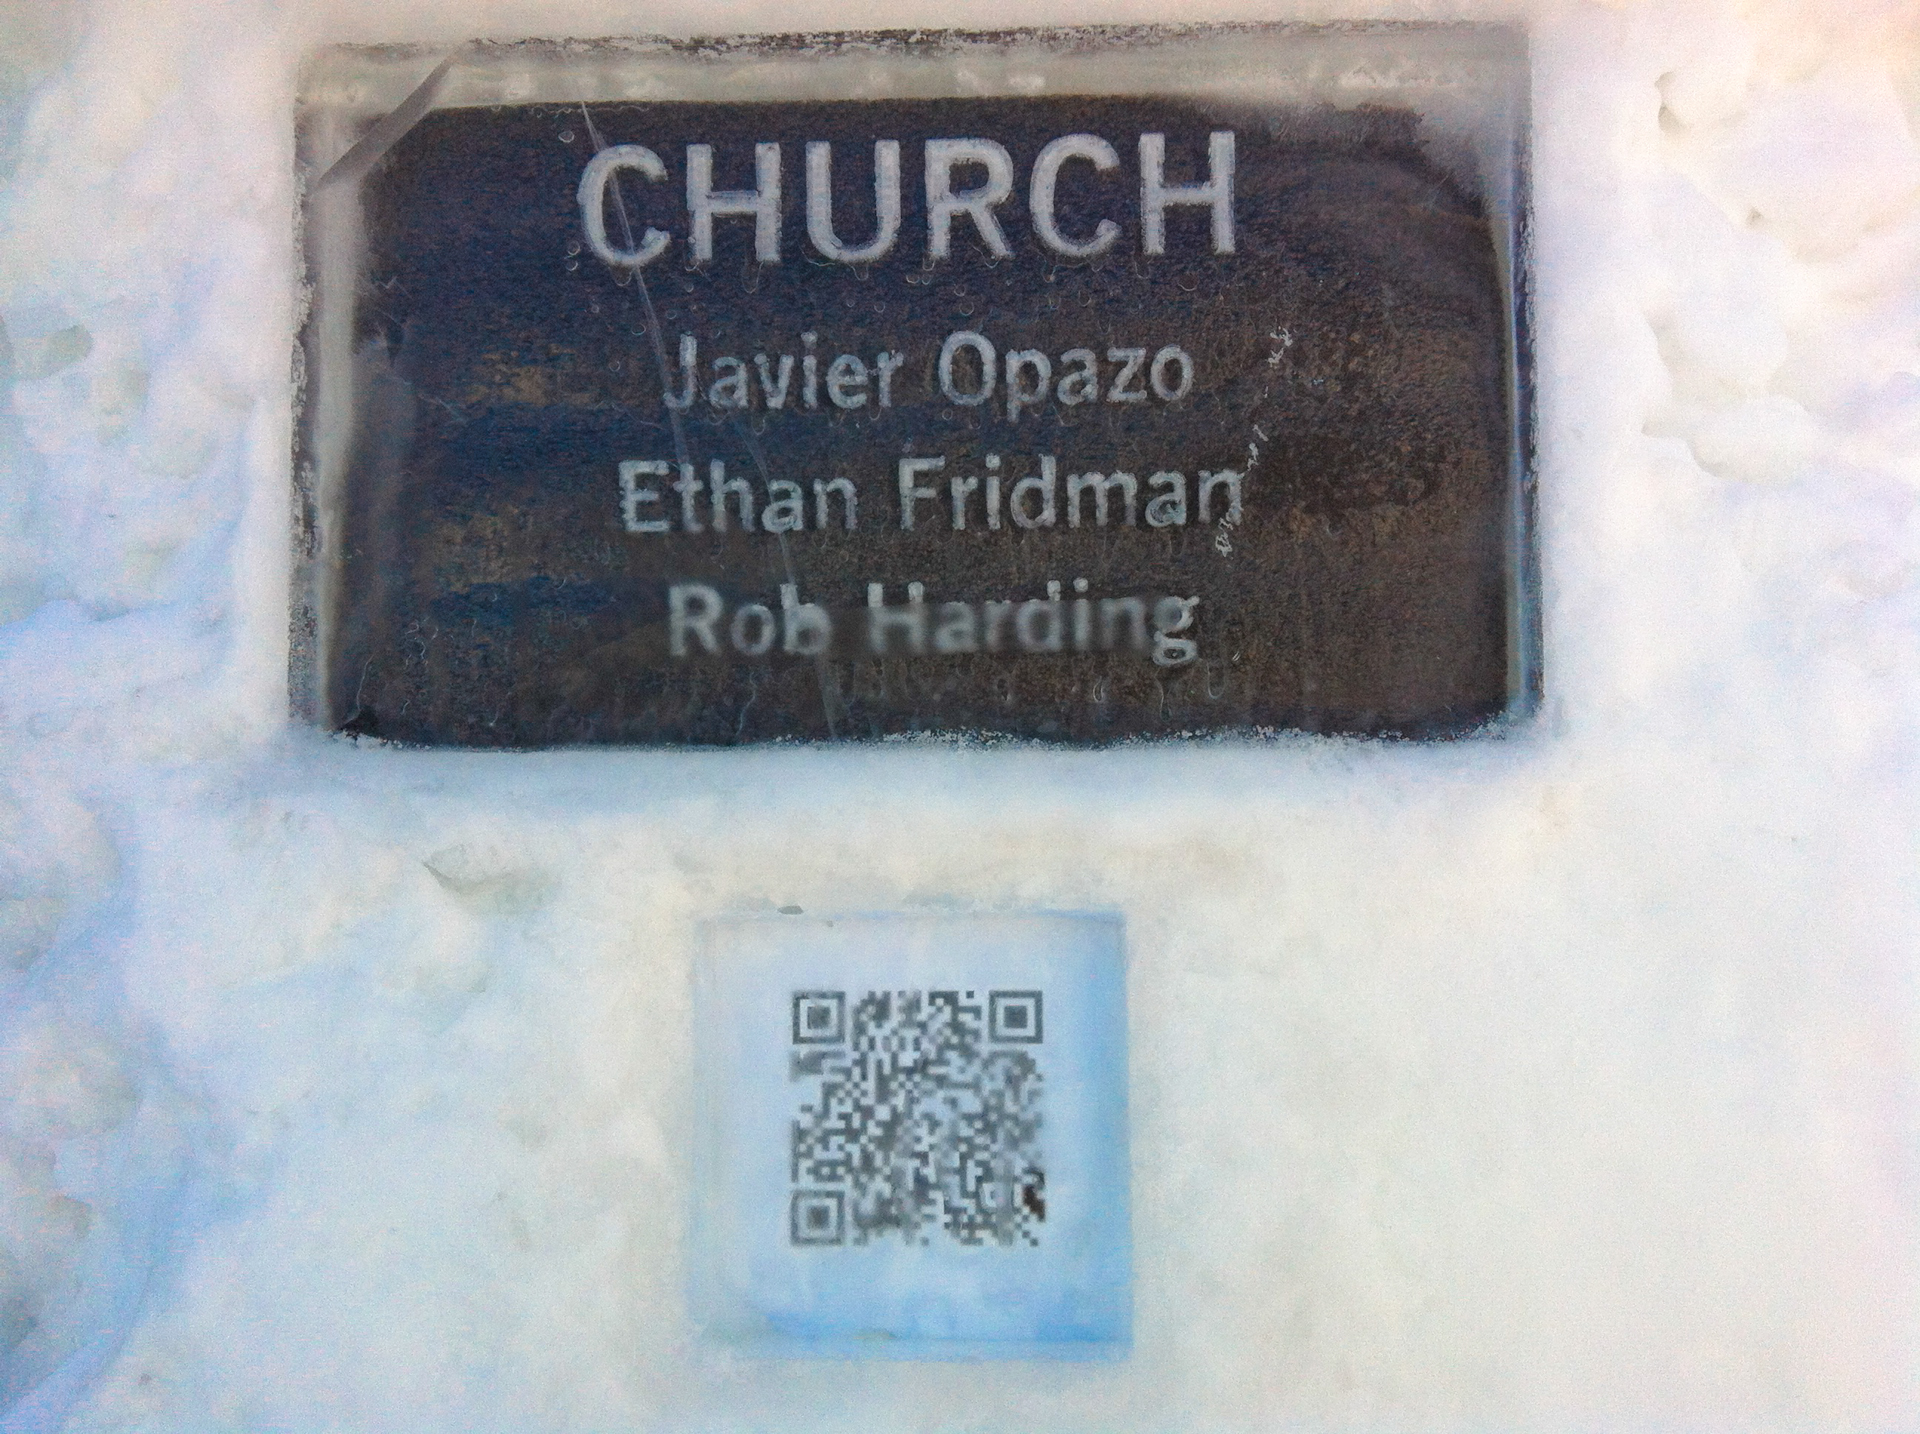 CHURCH
Javier Opazo
Ethan Fridman
Rob Harding